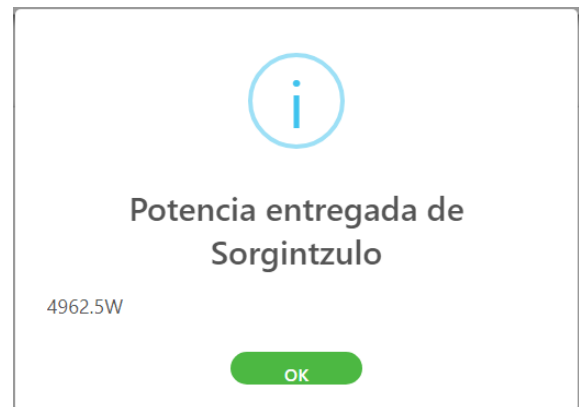 i
Potencia entregada de
Sorgintzulo
4962.5W
OK